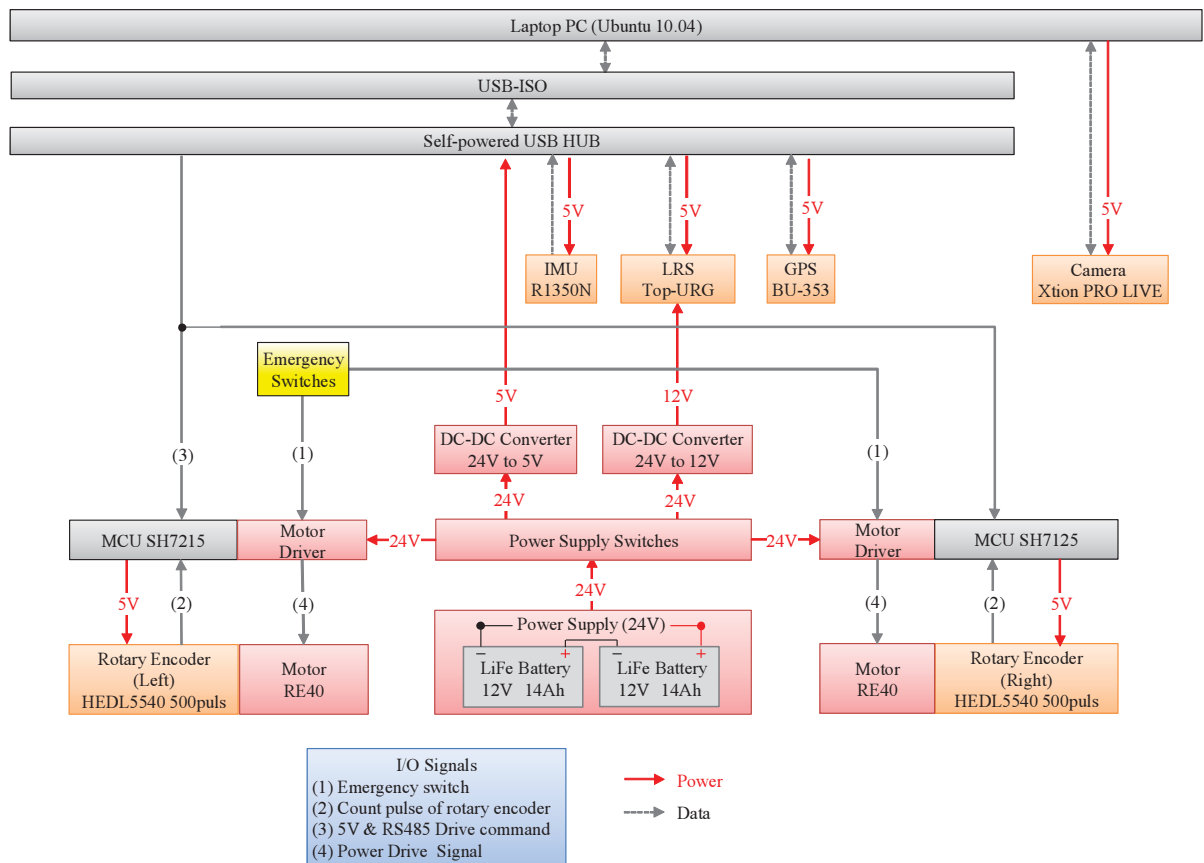 Laptop PC (Ubuntu 10.04)
USB-ISO
Self-powered USB HUB
5V
5V
5V
5V
IMU
R1350N
LRS
Top-URG
GPS
BU-353
Camera
Xtion PRO LIVE
Emergency
Switches
5V
12V
DC-DC Converter
24V to 5V
DC-DC Converter
24V to 12V
(3)
(1)
(1)
24V
24V
MCU SH7215
Motor
Driver
24V
Power Supply Switches
24V
Motor
Driver
MCU SH7125
5V
(2)
(4)
24V
(4)
(2)
5V
Power Supply (24V)
− +
− +
LiFe Battery
12V 14Ah
LiFe Battery
12V 14Ah
Rotary Encoder
(Left)
HEDL5540 500puls
Motor
RE40
Motor
RE40
Rotary Encoder
(Right)
HEDL5540 500puls
I/O Signals
(1) Emergency switch
(2) Count pulse of rotary encoder
(3) 5V & RS485 Drive command
(4) Power Drive Signal
Power
Data